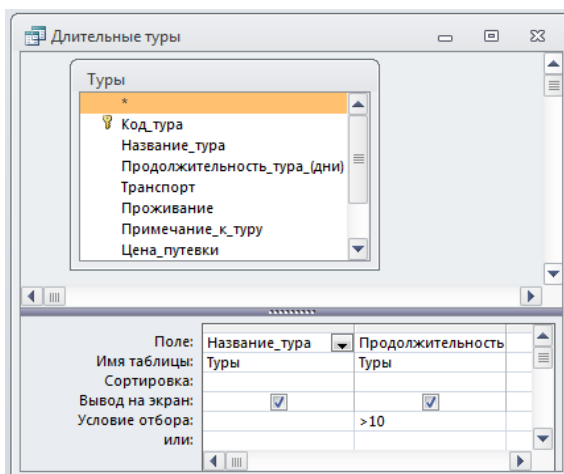 Длительные туры
Туры
*
Код_тура
Название_тура
Продолжительность_тура_(дни)
Транспорт
Проживание
Примечание_к_туру
Цена_путевки
Поле: Название_тура Продолжительность
Имя таблицы: Туры Туры
Сортировка:
Вывод на экран:
Условие отбора: >10
или: